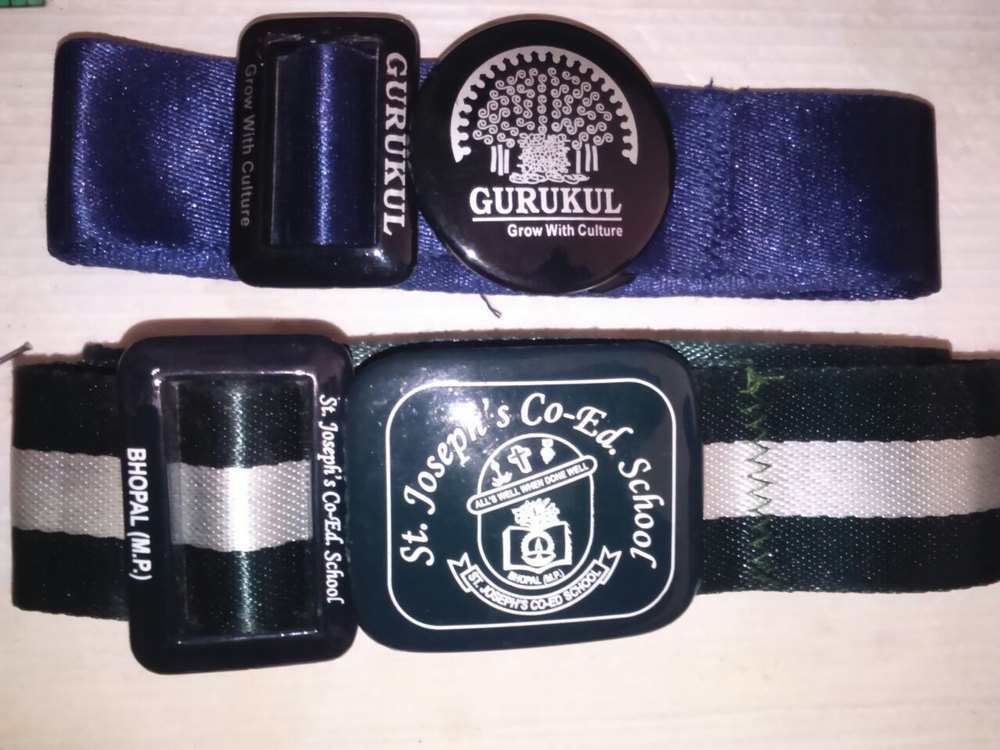 Grow With Culture
GURUKUL
GURUKUL
Grow With Culture
BHOPAL (M.P.)
St. Joseph's Co-Ed. School
St. Joseph's Co-Ed. School
ALL'S WELL WHEN DONE WELL
BHOPAL (M.P.)
ST. JOSEPH'S CO-ED SCHOOL